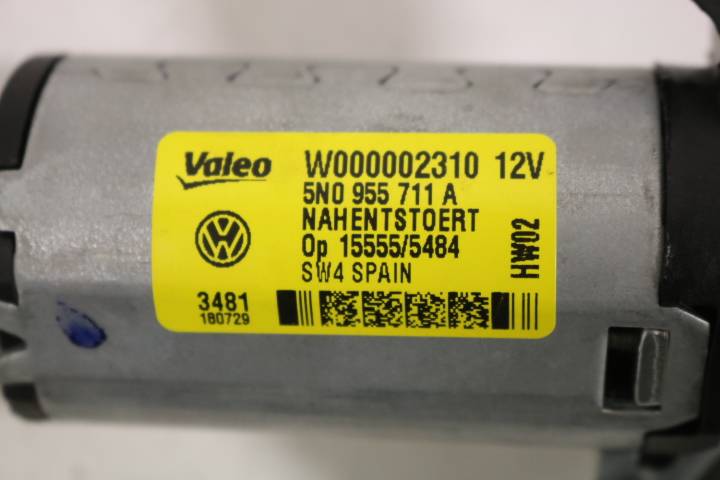 Valeo W000002310 12V
5N0 955 711 A
NAHENTSTOERT
Op 15555/5484
SW4 SPAIN
HW02
3481
180729